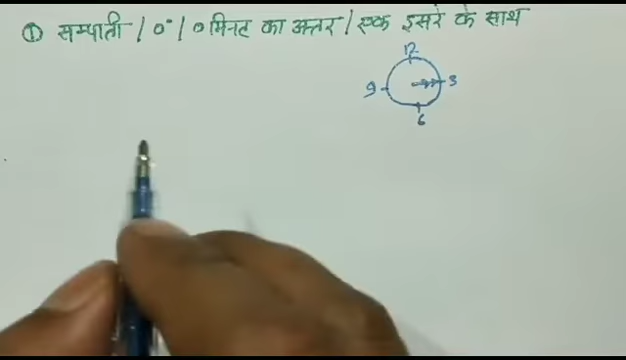 ① सम्पाती / 0° / 0 मिनट का अन्तर / एक दूसरे के साथ
12
9 3
6